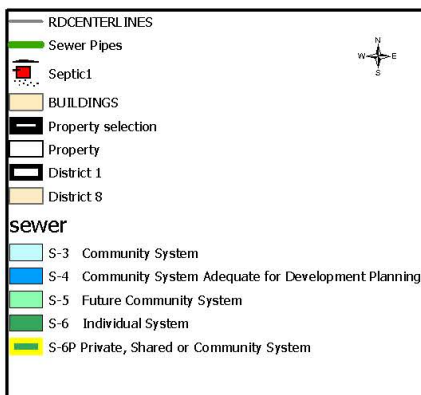 RDCENTERLINES
Sewer Pipes
N
W E
S
Septic1
BUILDINGS
Property selection
Property
District 1
District 8
sewer
S-3 Community System
S-4 Community System Adequate for Development Planning
S-5 Future Community System
S-6 Individual System
S-6P Private, Shared or Community System